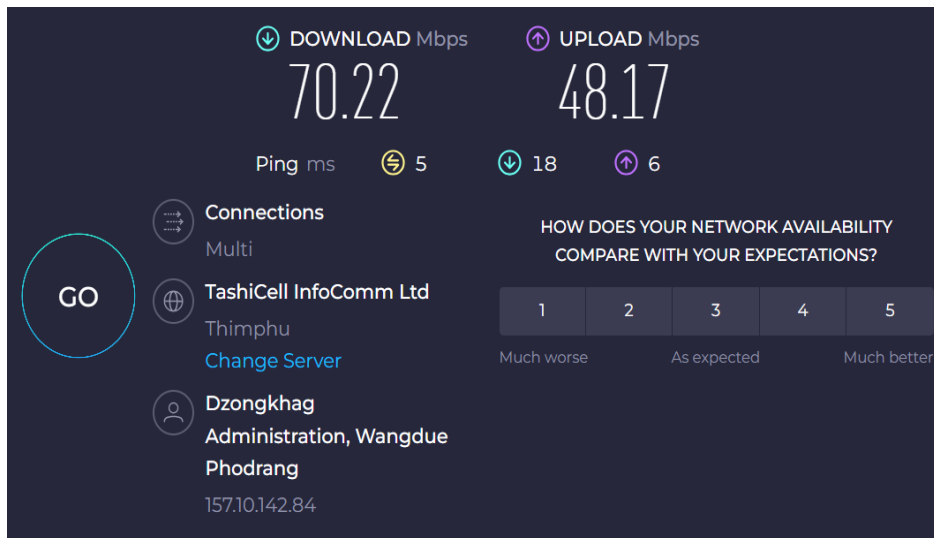 DOWNLOAD Mbps
70.22
UPLOAD Mbps
48.17
Ping ms 5 18 6
Connections
Multi
TashiCell InfoComm Ltd
Thimphu
Change Server
Dzongkhag
Administration, Wangdue
Phodrang
157.10.142.84
GO
HOW DOES YOUR NETWORK AVAILABILITY
COMPARE WITH YOUR EXPECTATIONS?
1 2 3 4 5
Much worse As expected Much better